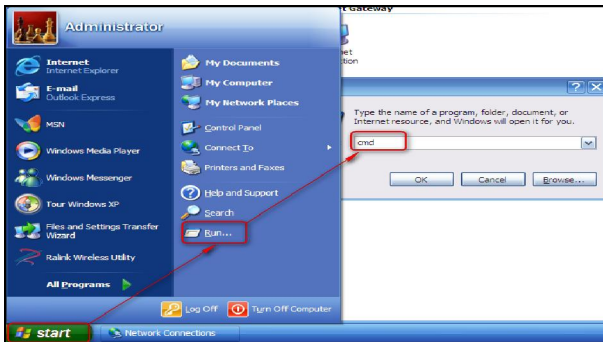 Administrator
Internet
Internet Explorer
E-mail
Outlook Express
MSN
Windows Media Player
Windows Messenger
Tour Windows XP
Files and Settings Transfer
Wizard
Ralink Wireless Utility
All Programs
My Documents
My Computer
My Network Places
Control Panel
Connect To
Printers and Faxes
Help and Support
Search
Run...
Log Off
Turn Off Computer
start
Network Connections
Gateway
Type the name of a program, folder, document, or
Internet resource, and Windows will open it for you.
cmd
OK
Cancel
Browse...